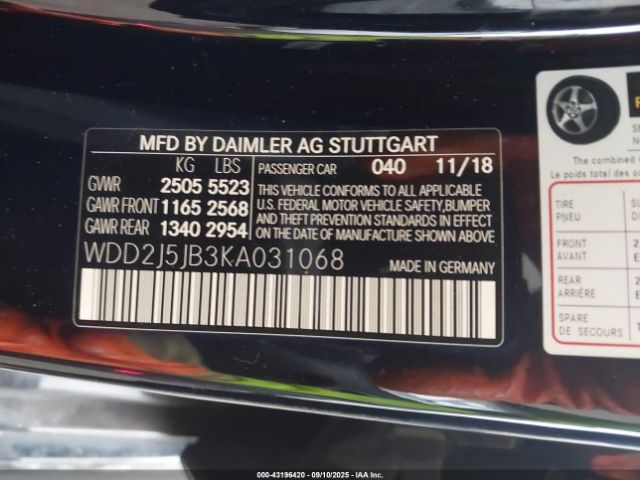 MFD BY DAIMLER AG STUTTGART
KG LBS
GVWR 2505 5523
GAWR FRONT 1165 2568
GAWR REAR 1340 2954
PASSENGER CAR 040 11/18
THIS VEHICLE CONFORMS TO ALL APPLICABLE
U.S. FEDERAL MOTOR VEHICLE SAFETY,BUMPER
AND THEFT PREVENTION STANDARDS IN EFFECT
ON THE DATE OF MANUFACTURE SHOWN ABOVE.
WDD2J5JB3KA031068
MADE IN GERMANY
The combined
Le poids total des
TIRE
PNEU
FRONT
AVANT
REAR
ARRIÈRE
SPARE
DE SECOURS
000-43196420 - 09/10/2025 - IAA Corp.